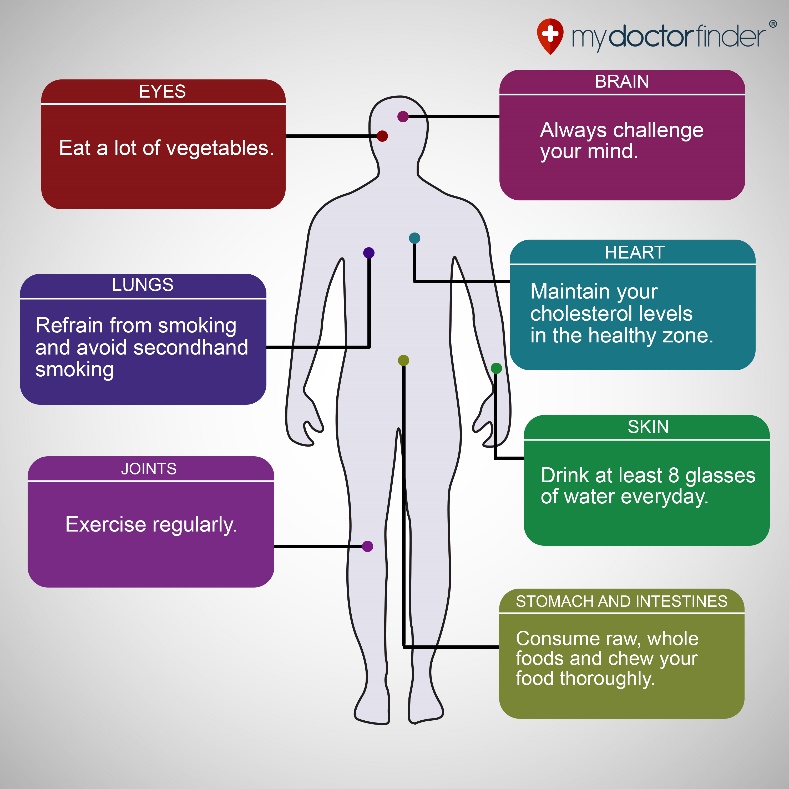 mydoctorfinder®
EYES
Eat a lot of vegetables.
BRAIN
Always challenge
your mind.
LUNGS
Refrain from smoking
and avoid secondhand
smoking
HEART
Maintain your
cholesterol levels
in the healthy zone.
JOINTS
Exercise regularly.
SKIN
Drink at least 8 glasses
of water everyday.
STOMACH AND INTESTINES
Consume raw, whole
foods and chew your
food thoroughly.